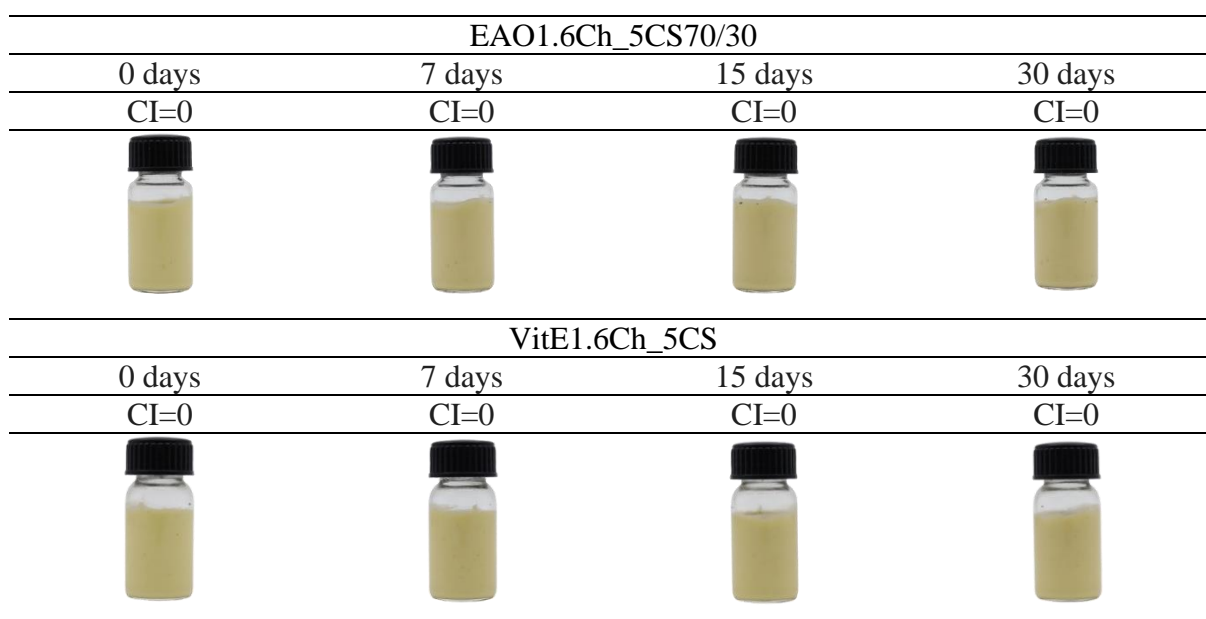 EAO1.6Ch_5CS70/30
0 days 7 days 15 days 30 days
CI=0 CI=0 CI=0 CI=0
VitE1.6Ch_5CS
0 days 7 days 15 days 30 days
CI=0 CI=0 CI=0 CI=0